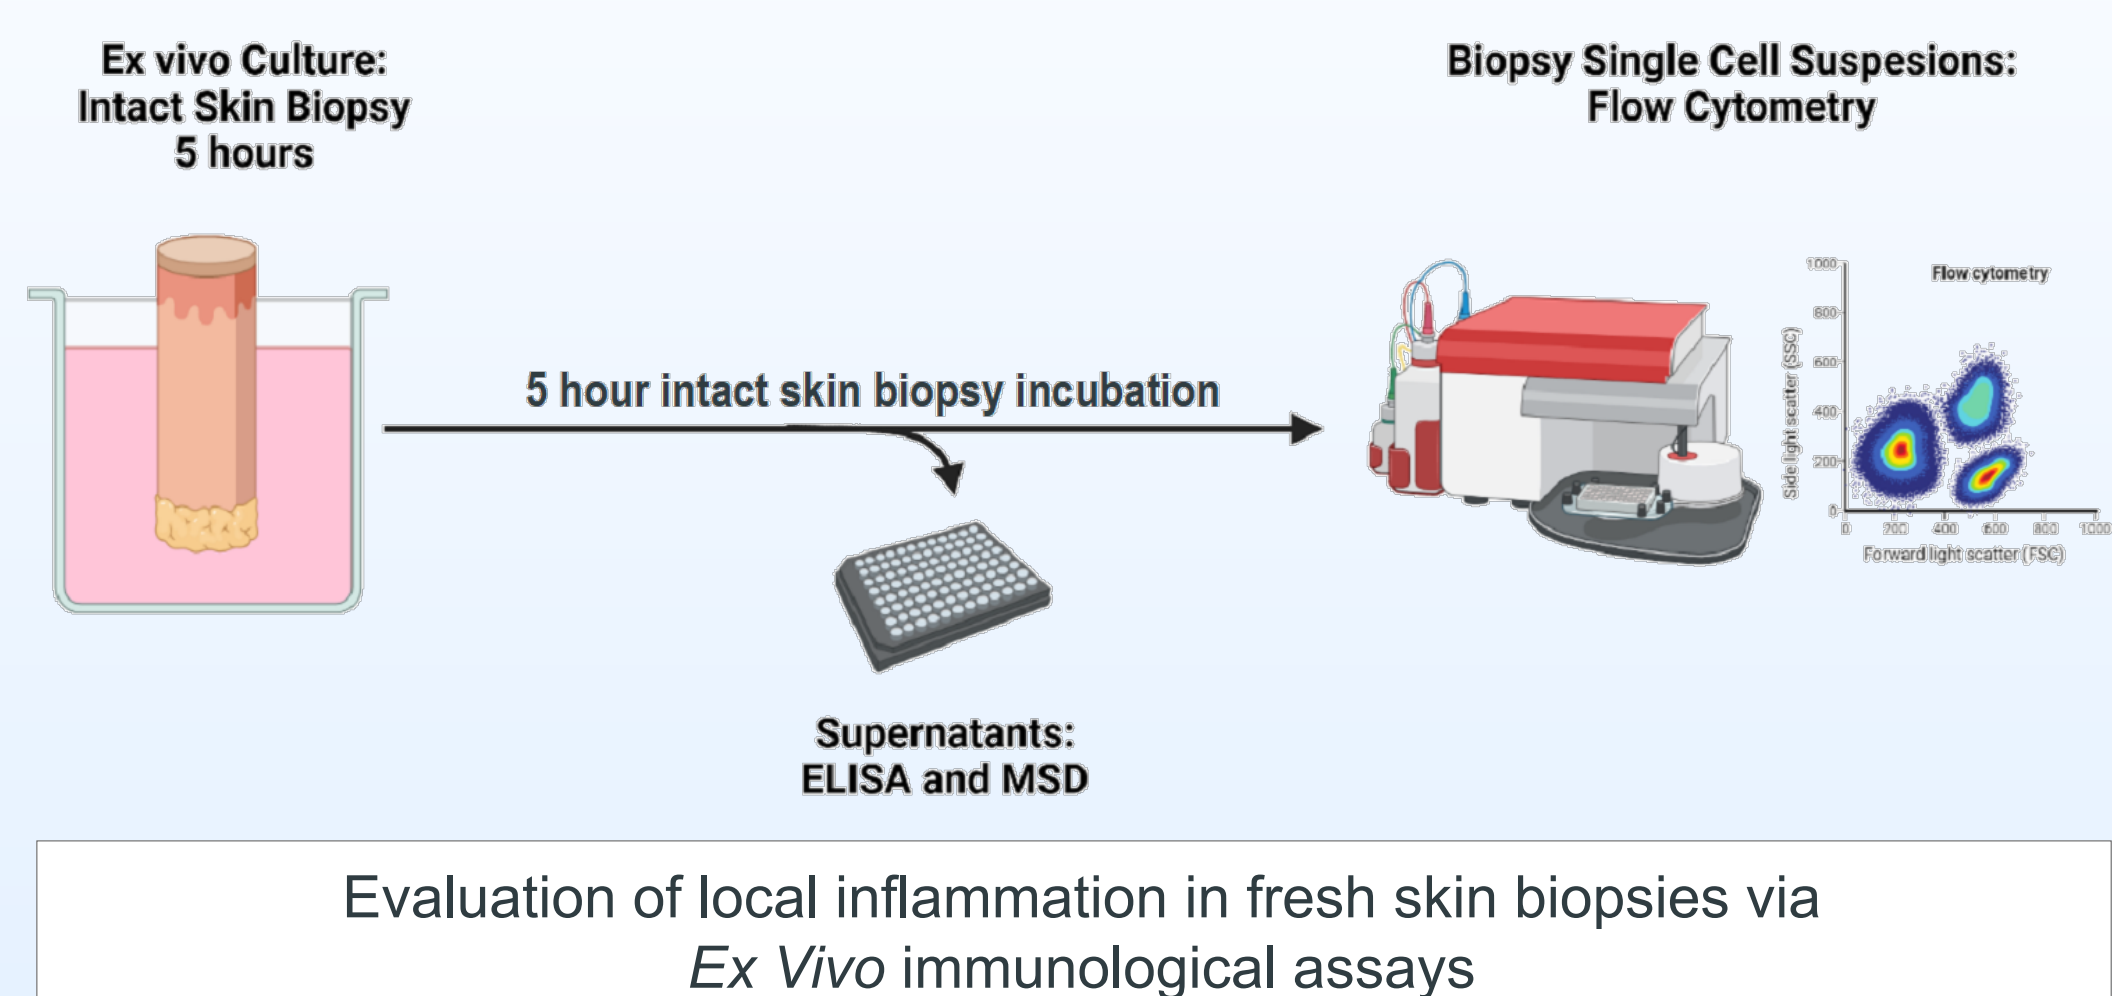 Ex vivo Culture:
Intact Skin Biopsy
5 hours
Biopsy Single Cell Suspesions:
Flow Cytometry
5 hour intact skin biopsy incubation
Supernatants:
ELISA and MSD
Flow cytometry
Side light scatter (SSC)
1000
800
600
400
200
0
0 200 400 600 800 1000
Forward light scatter (FSC)
Evaluation of local inflammation in fresh skin biopsies via
Ex Vivo immunological assays